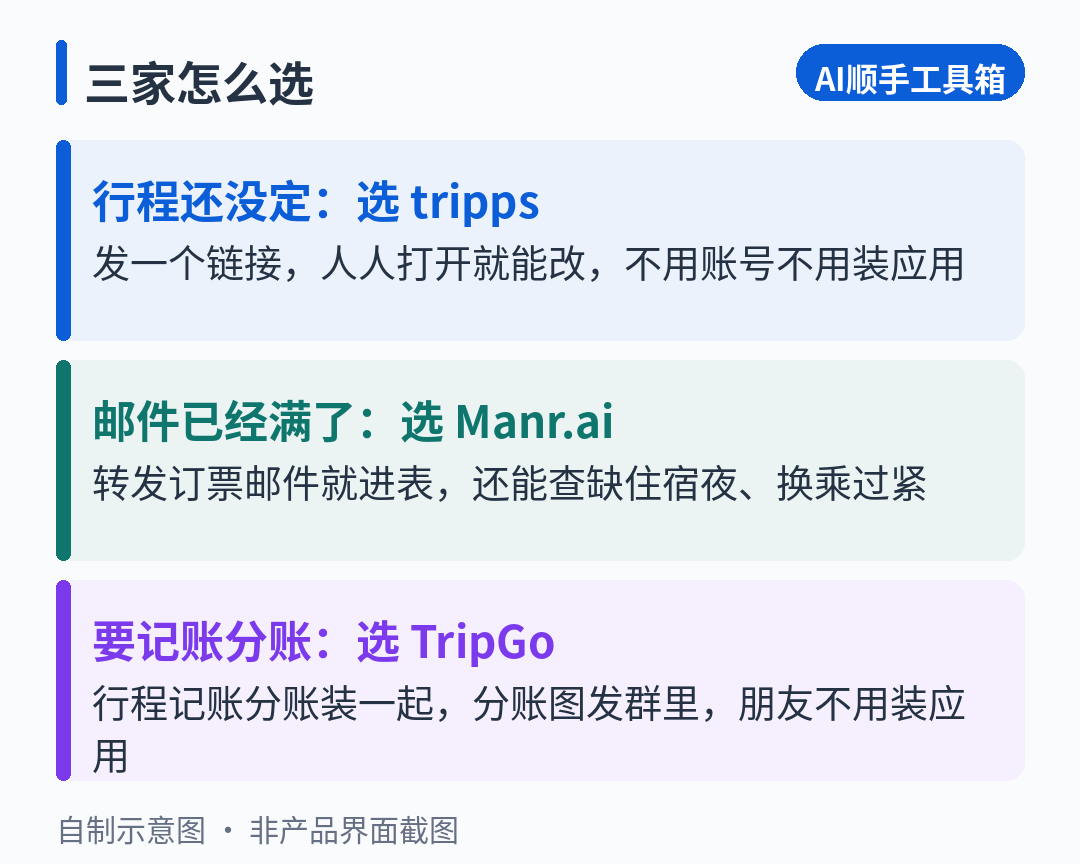 三家怎么选
AI顺手工具箱
行程还没定：选 tripps
发一个链接，人人打开就能改，不用账号不用装应用
邮件已经满了：选 Manr.ai
转发订票邮件就进表，还能查缺住宿夜、换乘过紧
要记账分账：选 TripGo
行程记账分账装一起，分账图发群里，朋友不用装应
用
自制示意图 · 非产品界面截图